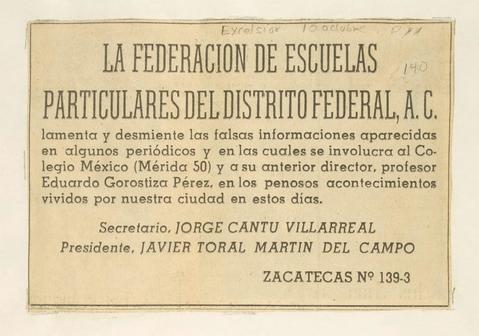 Excelsior 10 octubre P 11
140
LA FEDERACION DE ESCUELAS
PARTICULARES DEL DISTRITO FEDERAL, A. C.
lamenta y desmiente las falsas informaciones aparecidas
en algunos periódicos y en las cuales se involucra al Co-
legio México (Mérida 50) y a su anterior director, profesor
Eduardo Gorostiza Pérez, en los penosos acontecimientos
vividos por nuestra ciudad en estos días.
Secretario, JORGE CANTU VILLARREAL
Presidente, JAVIER TORAL MARTIN DEL CAMPO
ZACATECAS Nº 139-3